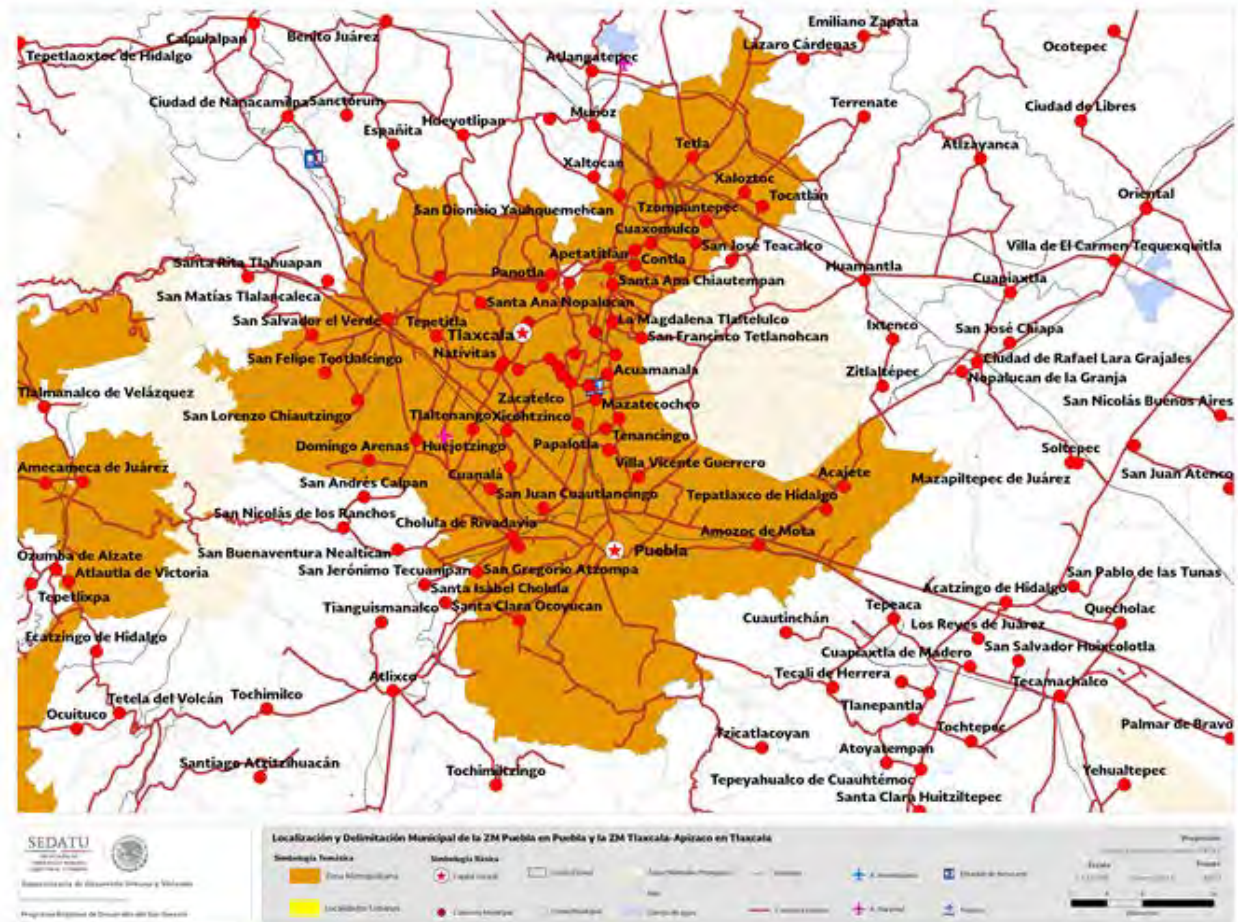 Emiliano Zapata
Calpulalpan
Benito Juárez
Lázaro Cárdenas
Ocotepec
Tepetlaoxtoc de Hidalgo
Atlangatepec
Ciudad de Nanacamilpa
Sanctórum
Terrenate
Ciudad de Libres
Hueyotlipan
Muñoz
Españita
Tetla
Atlzayanca
Xaltocan
Xaloztoc
Tocatlán
Oriental
San Dionisio Yauhquemehcan
Tzompantepec
Cuaxomulco
San José Teacalco
Villa de El Carmen Tequexquitla
Apetatitlán
Contla
Santa Rita Tlahuapan
Panotla
Huamantla
Cuapiaxtla
Santa Ana Chiautempan
San Matías Tlalancaleca
Santa Ana Nopalucan
San Salvador el Verde
Tepetitla
La Magdalena Tlaltelulco
Ixtenco
San José Chiapa
Tlaxcala
San Francisco Tetlanohcan
San Felipe Teotlalcingo
Nativitas
Ciudad de Rafael Lara Grajales
Acuamanala
Zitlaltépec
Nopalucan de la Granja
Tlalmanalco de Velázquez
Zacatelco
Mazatecochco
San Nicolás Buenos Aires
San Lorenzo Chiautzingo
Tlaltenango
Xicohtzinco
Domingo Arenas
Huejotzingo
Papalotla
Tenancingo
Soltepec
Amecameca de Juárez
Cuanalá
Villa Vicente Guerrero
Acajete
Mazapiltepec de Juárez
San Juan Atenco
San Andrés Calpan
San Juan Cuautlancingo
Tepatlaxco de Hidalgo
San Nicolás de los Ranchos
Cholula de Rivadavia
Amozoc de Mota
Ozumba de Alzate
San Buenaventura Nealtican
Puebla
Atlautla de Victoria
San Jerónimo Tecuanipan
San Gregorio Atzompa
San Pablo de las Tunas
Tepetlixpa
Santa Isabel Cholula
Acatzingo de Hidalgo
Tianguismanalco
Santa Clara Ocoyucan
Tepeaca
Quecholac
Cuautinchán
Los Reyes de Juárez
Ecatzingo de Hidalgo
Cuapiaxtla de Madero
San Salvador Huixcolotla
Atlixco
Tecali de Herrera
Tecamachalco
Tetela del Volcán
Tochimilco
Tlanepantla
Ocuituco
Tochtepec
Palmar de Bravo
Tzicatlacoyan
Atoyatempan
Santiago Atzitzihuacán
Tochimiltzingo
Tepeyahualco de Cuauhtémoc
Yehualtepec
Santa Clara Huitziltepec
SEDATU
Localización y Delimitación Municipal de la ZM Puebla en Puebla y la ZM Tlaxcala-Apizaco en Tlaxcala
Simbología Temática
Simbología Básica
Zona Metropolitana
Capital Estatal
Localidades Urbanas
Cabecera Municipal
Límite Estatal
Cuerpo de agua